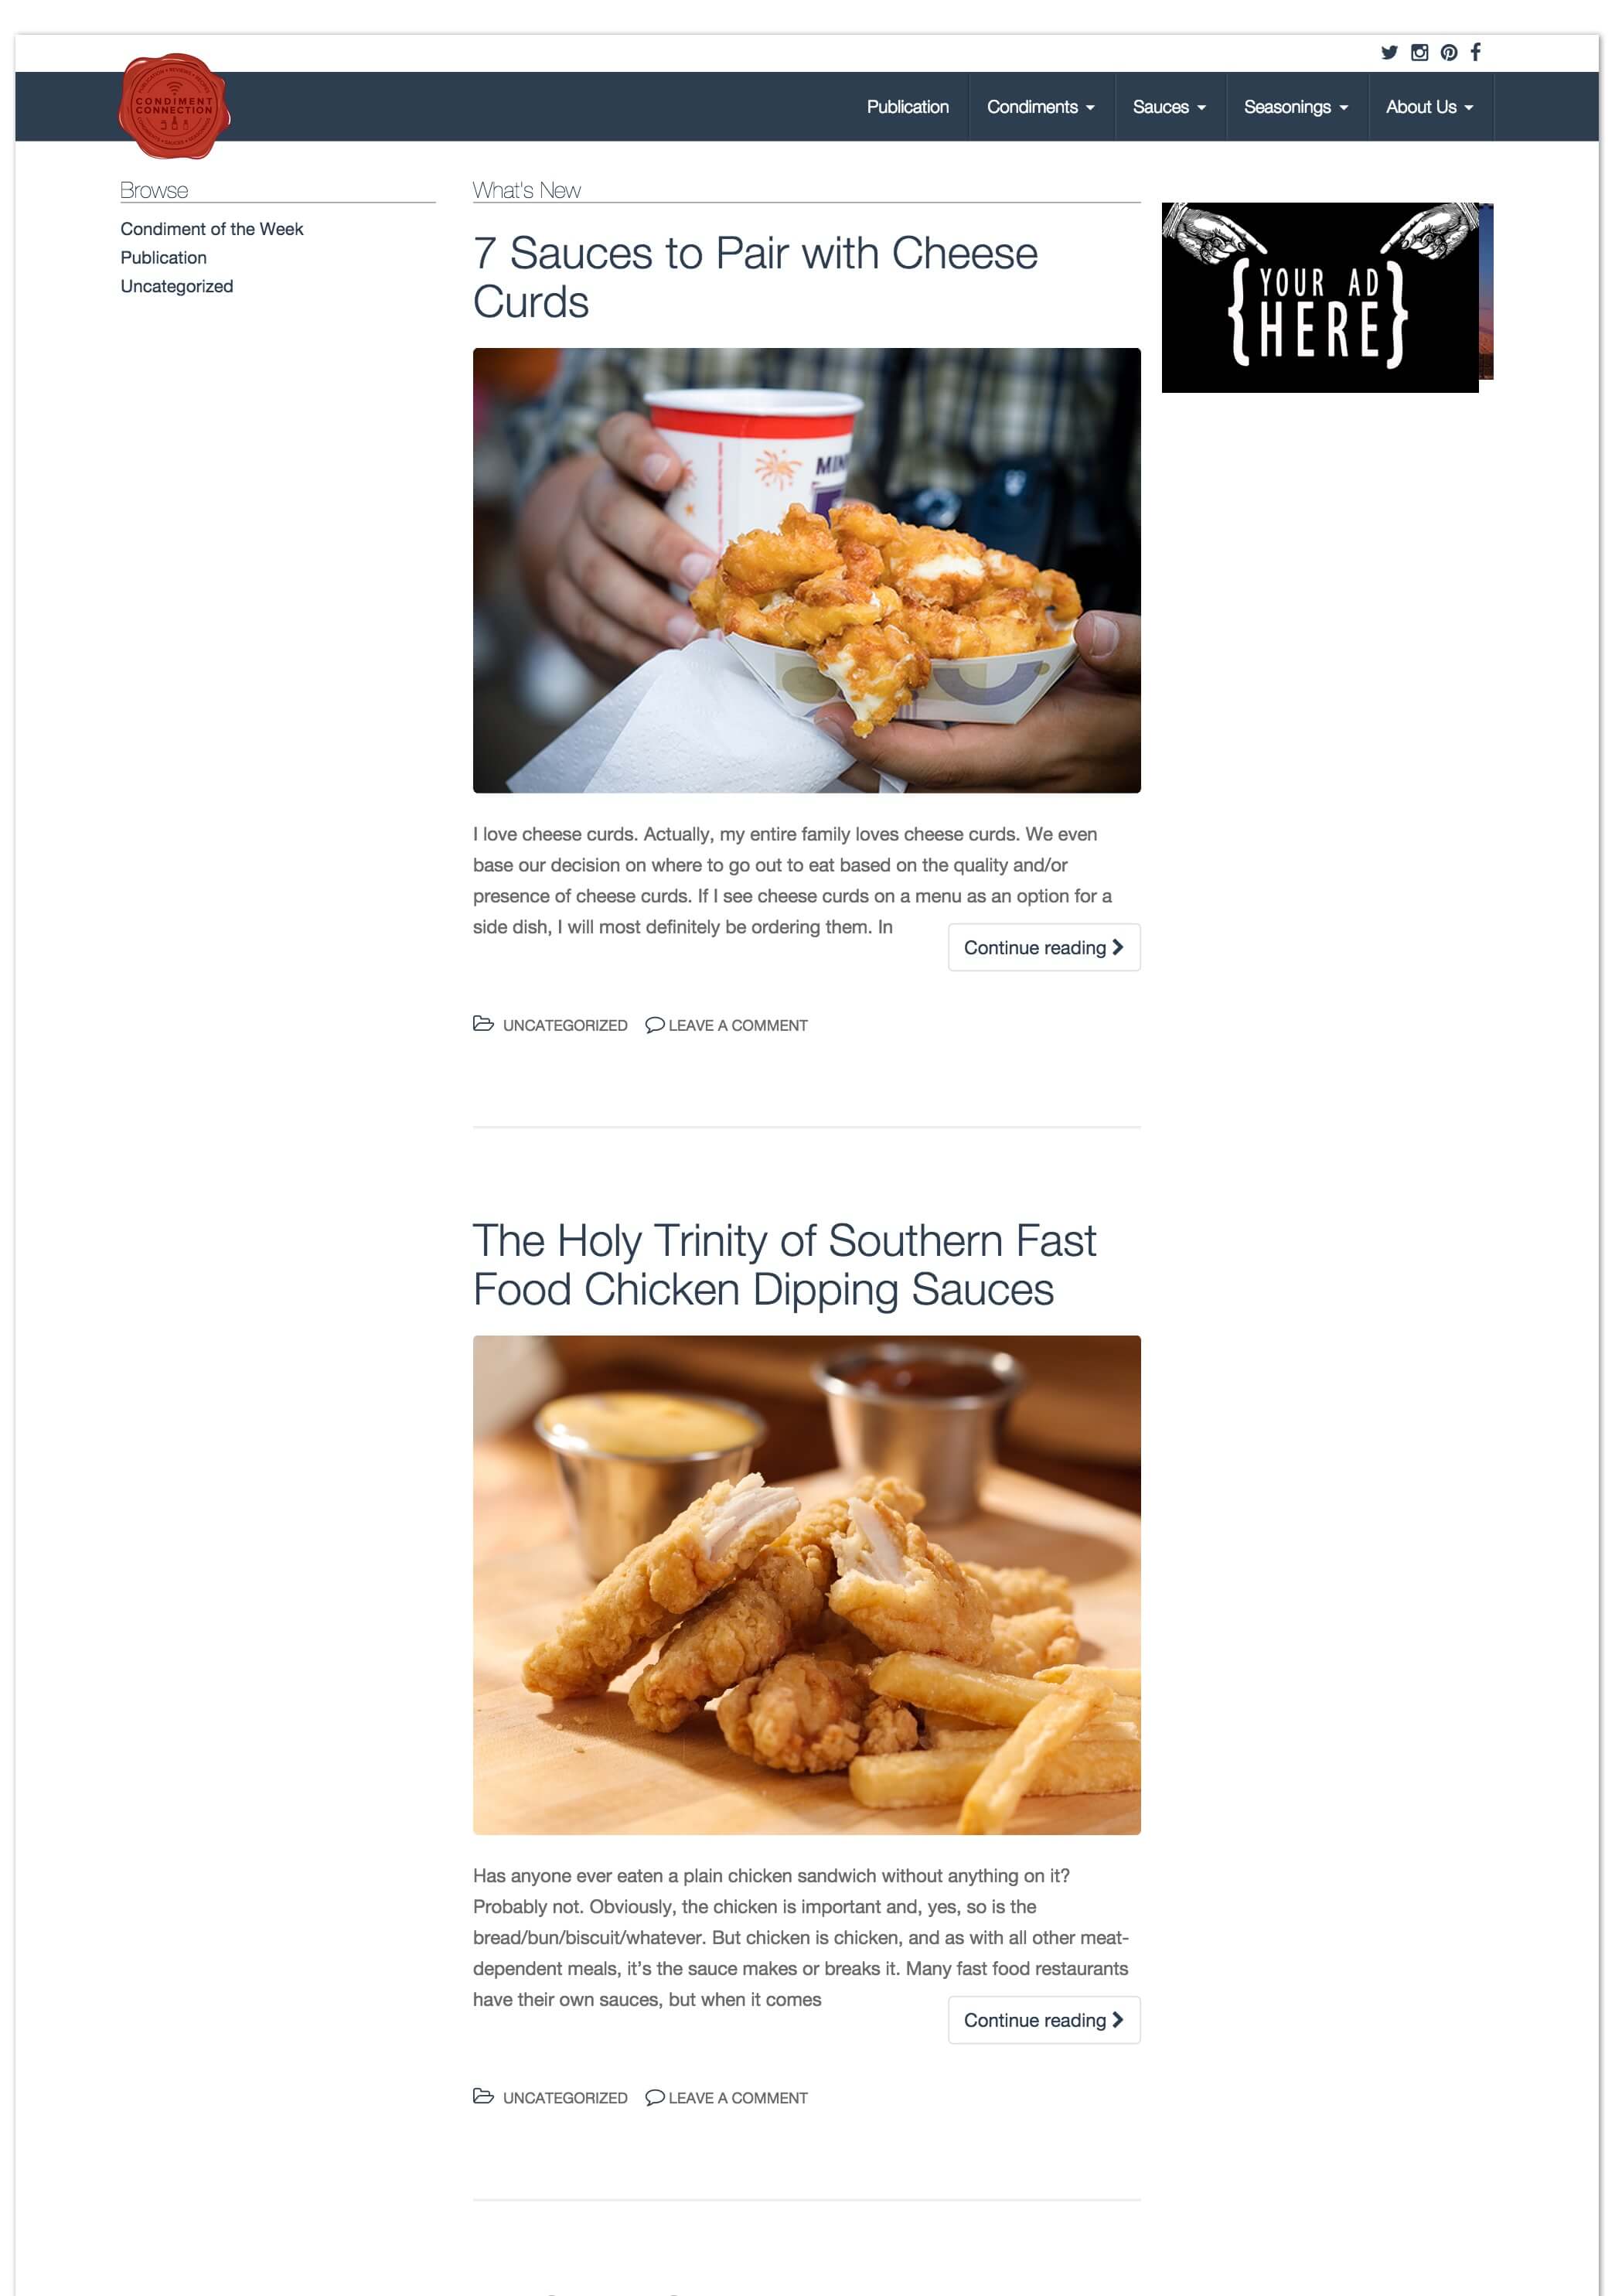 CONDIMENT
CONNECTION
Publication
Condiments
Sauces
Seasonings
About Us
Browse
Condiment of the Week
Publication
Uncategorized
What's New
7 Sauces to Pair with Cheese
Curds
MIN
I love cheese curds. Actually, my entire family loves cheese curds. We even
base our decision on where to go out to eat based on the quality and/or
presence of cheese curds. If I see cheese curds on a menu as an option for a
side dish, I will most definitely be ordering them. In
Continue reading
UNCATEGORIZED LEAVE A COMMENT
The Holy Trinity of Southern Fast
Food Chicken Dipping Sauces
Has anyone ever eaten a plain chicken sandwich without anything on it?
Probably not. Obviously, the chicken is important and, yes, so is the
bread/bun/biscuit/whatever. But chicken is chicken, and as with all other meat-
dependent meals, it’s the sauce makes or breaks it. Many fast food restaurants
have their own sauces, but when it comes
Continue reading
UNCATEGORIZED LEAVE A COMMENT
{YOUR AD
HERE}